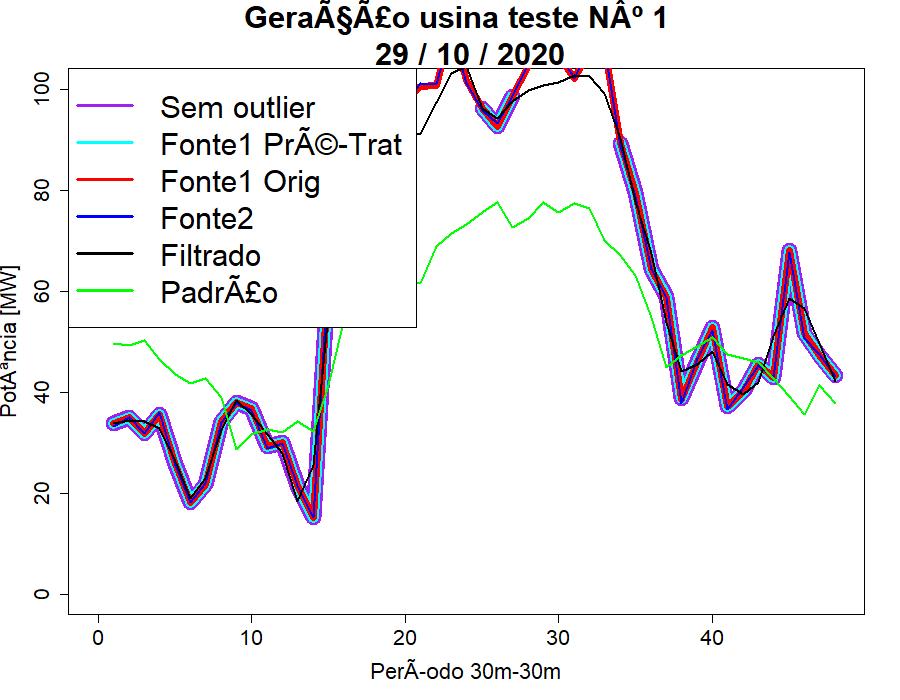 GeraÃ§Ã£o usina teste NÂº 1
29 / 10 / 2020
100
80
60
40
20
0
PotÃªncia [MW]
Sem outlier
Fonte1 PrÃ©-Trat
Fonte1 Orig
Fonte2
Filtrado
PadrÃ£o
0
10
20
30
40
PerÃ­odo 30m-30m